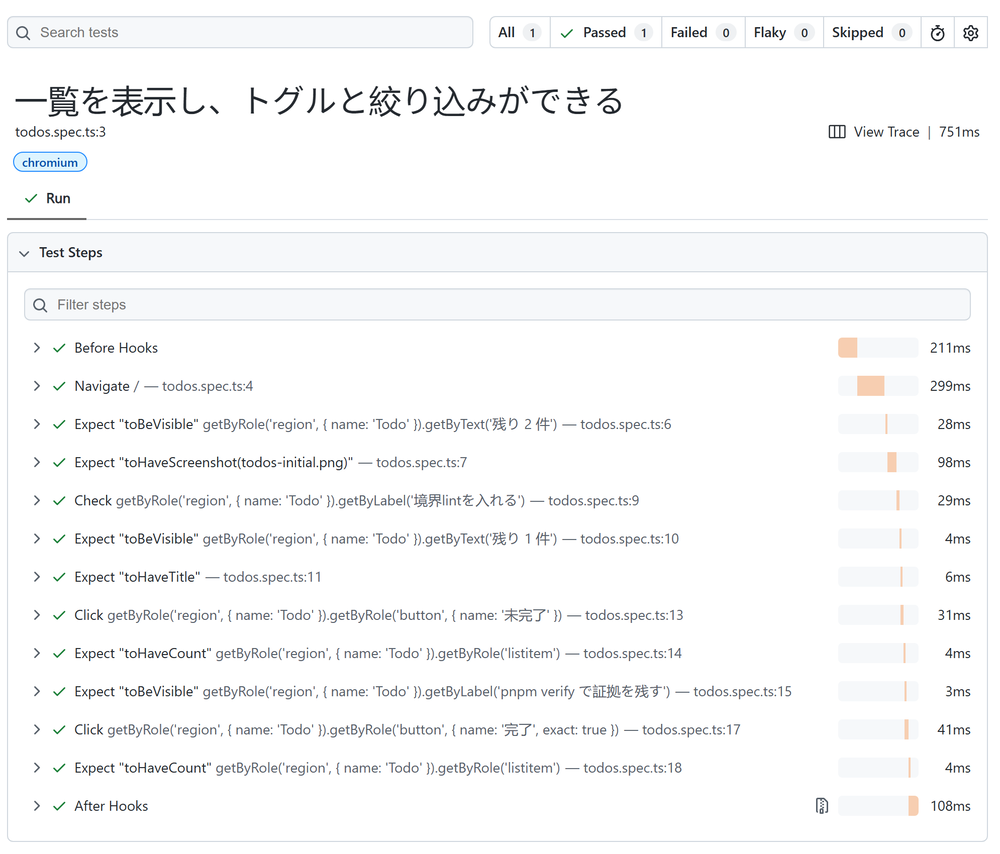 Search tests
All 1 Passed 1 Failed 0 Flaky 0 Skipped 0
一覧を表示し、トグルと絞り込みができる
todos.spec.ts:3
View Trace | 751ms
chromium
Run
Test Steps
Filter steps
Before Hooks 211ms
Navigate / — todos.spec.ts:4 299ms
Expect "toBeVisible" getByRole('region', { name: 'Todo' }).getByText('残り 2 件') — todos.spec.ts:6 28ms
Expect "toHaveScreenshot(todos-initial.png)" — todos.spec.ts:7 98ms
Check getByRole('region', { name: 'Todo' }).getByLabel('境界lintを入れる') — todos.spec.ts:9 29ms
Expect "toBeVisible" getByRole('region', { name: 'Todo' }).getByText('残り 1 件') — todos.spec.ts:10 4ms
Expect "toHaveTitle" — todos.spec.ts:11 6ms
Click getByRole('region', { name: 'Todo' }).getByRole('button', { name: '未完了' }) — todos.spec.ts:13 31ms
Expect "toHaveCount" getByRole('region', { name: 'Todo' }).getByRole('listitem') — todos.spec.ts:14 4ms
Expect "toBeVisible" getByRole('region', { name: 'Todo' }).getByLabel('pnpm verify で証拠を残す') — todos.spec.ts:15 3ms
Click getByRole('region', { name: 'Todo' }).getByRole('button', { name: '完了', exact: true }) — todos.spec.ts:17 41ms
Expect "toHaveCount" getByRole('region', { name: 'Todo' }).getByRole('listitem') — todos.spec.ts:18 4ms
After Hooks 108ms